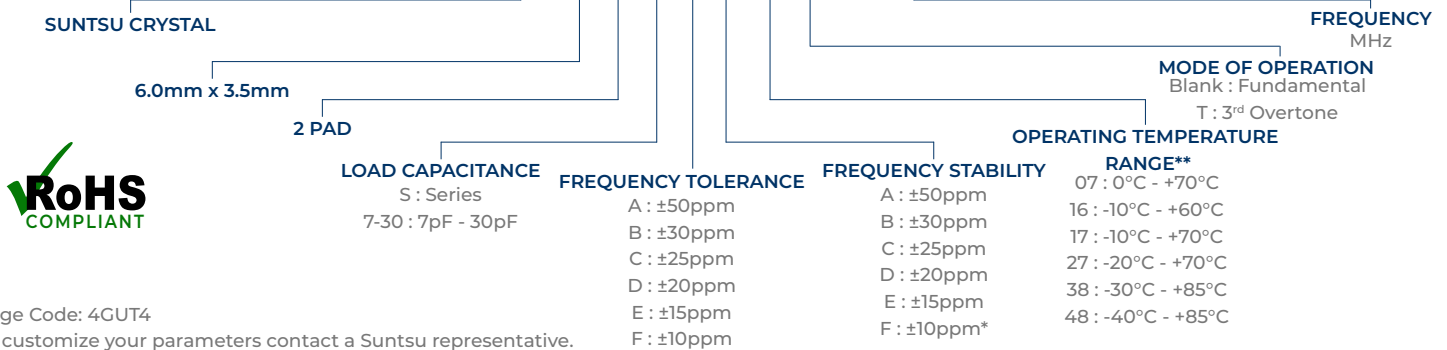 SUNTSU CRYSTAL
6.0mm x 3.5mm
2 PAD
LOAD CAPACITANCE
S : Series
7-30 : 7pF - 30pF
FREQUENCY TOLERANCE
A : ±50ppm
B : ±30ppm
C : ±25ppm
D : ±20ppm
E : ±15ppm
F : ±10ppm
FREQUENCY STABILITY
A : ±50ppm
B : ±30ppm
C : ±25ppm
D : ±20ppm
E : ±15ppm
F : ±10ppm*
OPERATING TEMPERATURE
RANGE**
07 : 0°C - +70°C
16 : -10°C - +60°C
17 : -10°C - +70°C
27 : -20°C - +70°C
38 : -30°C - +85°C
48 : -40°C - +85°C
MODE OF OPERATION
Blank : Fundamental
T : 3rd Overtone
FREQUENCY
MHz
RoHS
COMPLIANT
ge Code: 4GUT4
customize your parameters contact a Suntsu representative.